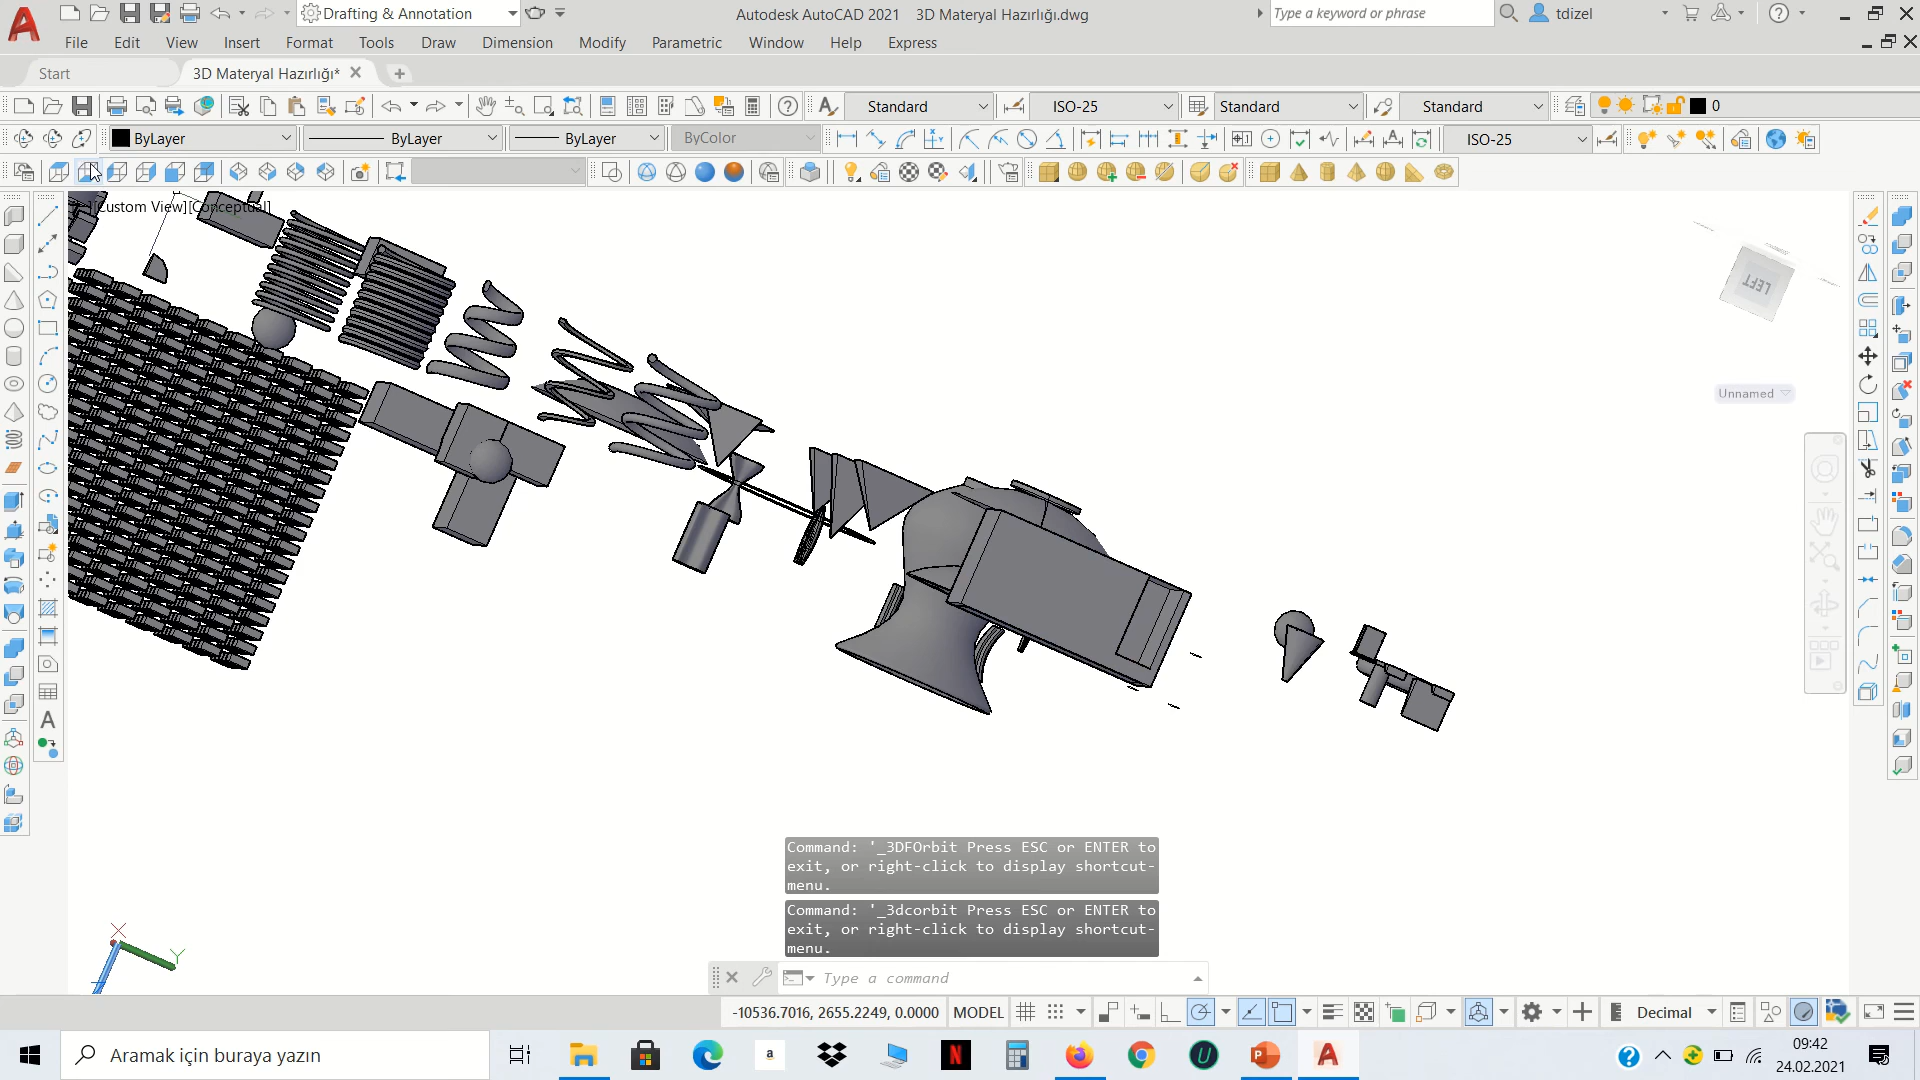 Drafting & Annotation
Autodesk AutoCAD 2021 3D Materyal Hazırlığı.dwg
Type a keyword or phrase
tdizel
File Edit View Insert Format Tools Draw Dimension Modify Parametric Window Help Express
Start
3D Materyal Hazırlığı*
Standard
ISO-25
Standard
Standard
0
ByLayer
ByLayer
ByLayer
ByColor
ISO-25
Custom View][Conceptual]
LEFT
Unnamed
Command: '_3DFOrbit Press ESC or ENTER to
exit, or right-click to display shortcut-
menu.
Command: '_3dcorbit Press ESC or ENTER to
exit, or right-click to display shortcut-
menu.
X
Y
Type a command
-10536.7016, 2655.2249, 0.0000
MODEL
Decimal
Aramak için buraya yazın
09:42
24.02.2021